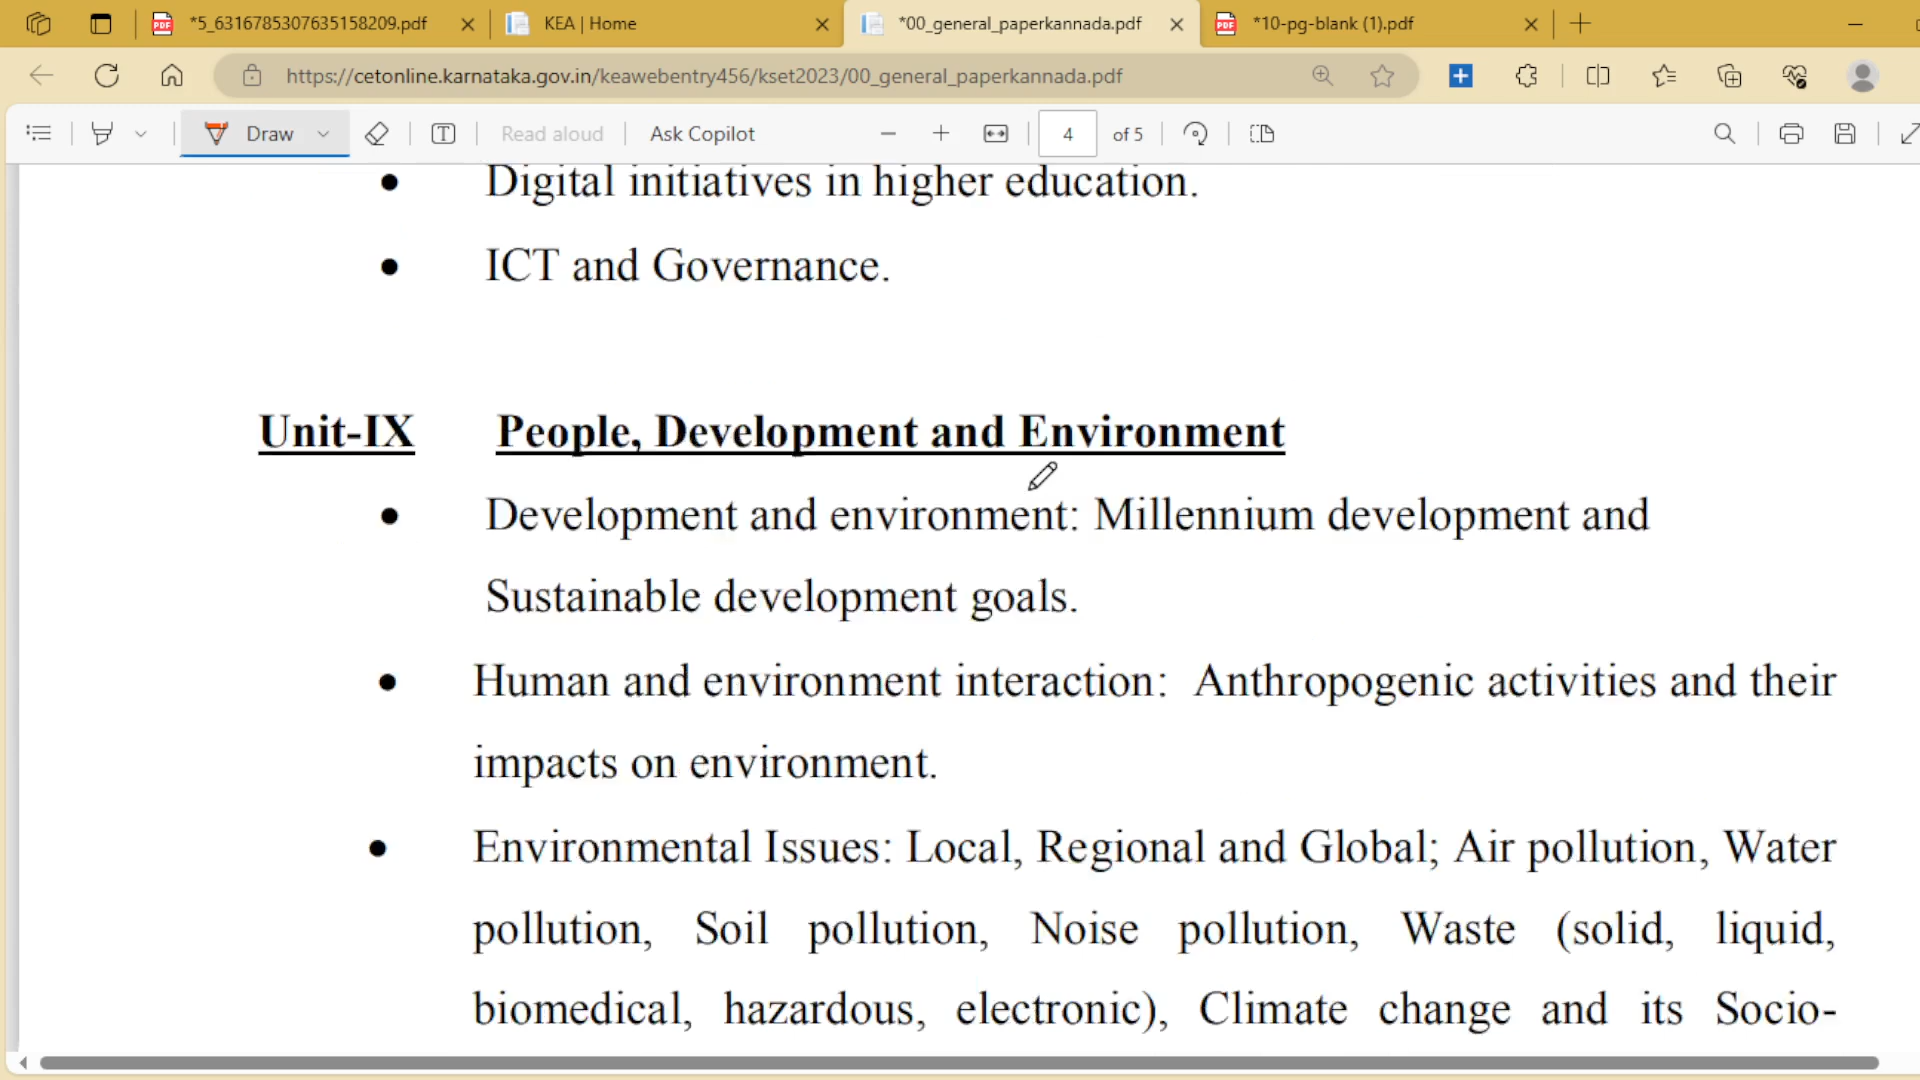 *5_6316785307635158209.pdf
KEA | Home
*00_general_paperkannada.pdf
*10-pg-blank (1).pdf
https://cetonline.karnataka.gov.in/keawebentry456/kset2023/00_general_paperkannada.pdf
Draw
Read aloud
Ask Copilot
4 of 5
• Digital initiatives in higher education.
• ICT and Governance.
Unit-IX People, Development and Environment
• Development and environment: Millennium development and
Sustainable development goals.
• Human and environment interaction: Anthropogenic activities and their
impacts on environment.
• Environmental Issues: Local, Regional and Global; Air pollution, Water
pollution, Soil pollution, Noise pollution, Waste (solid, liquid,
biomedical, hazardous, electronic), Climate change and its Socio-